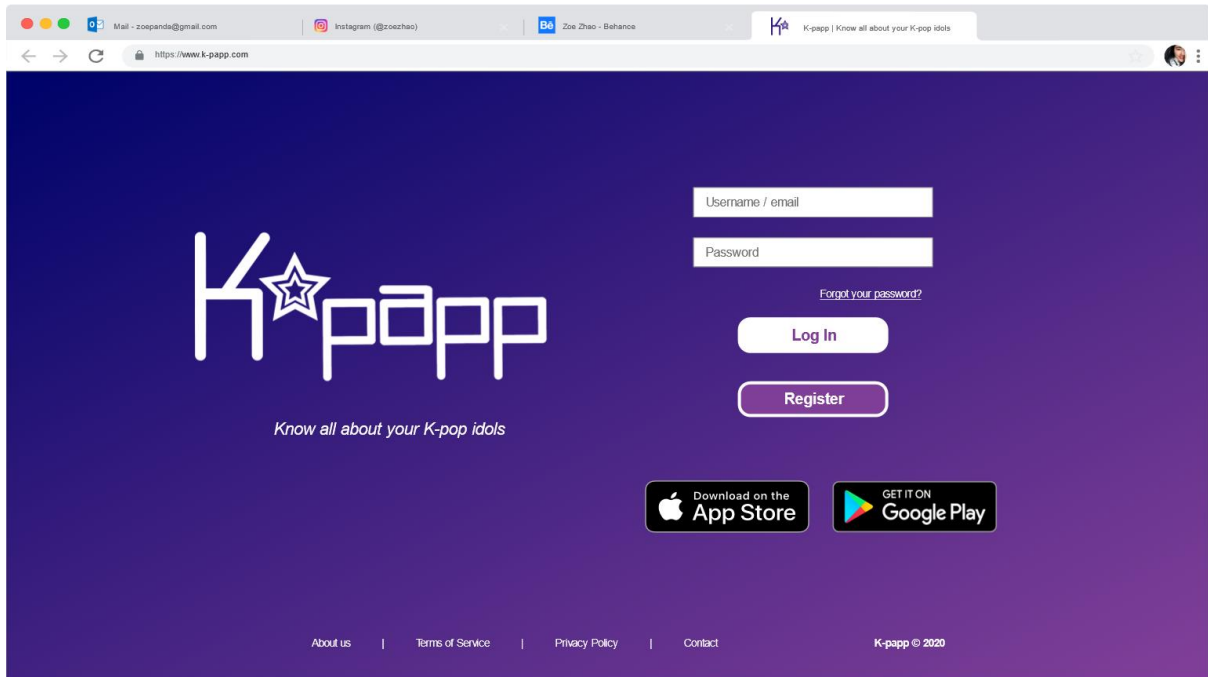 Mail - zoepanda@gmail.com
Instagram (@zoezhao)
Bē Zoe Zhao - Behance
K-papp | Know all about your K-pop idols
https://www.k-papp.com
Username / email
Password
Forgot your password?
Log In
Register
K papp
Know all about your K-pop idols
Download on the
App Store
GET IT ON
Google Play
About us | Terms of Service | Privacy Policy | Contact
K-papp © 2020